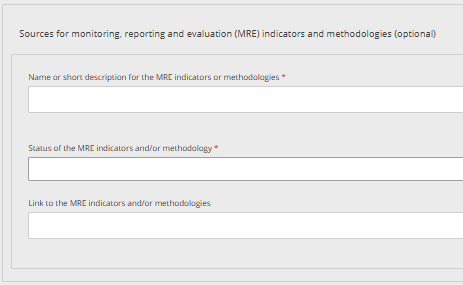 Sources for monitoring, reporting and evaluation (MRE) indicators and methodologies (optional)
Name or short description for the MRE indicators or methodologies *
Status of the MRE indicators and/or methodology *
Link to the MRE indicators and/or methodologies